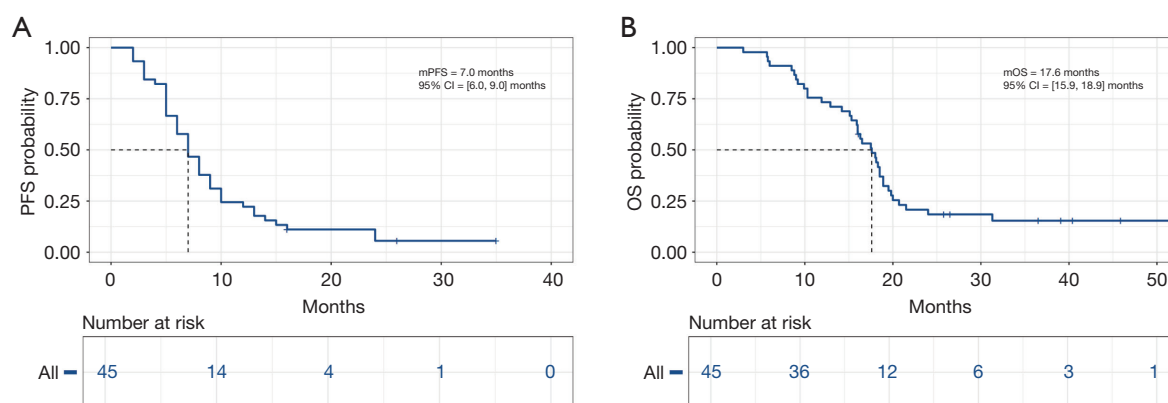 A
PFS probability
1.00
0.75
0.50
0.25
0.00
mPFS = 7.0 months
95% CI = [6.0, 9.0] months
0 10 20 30 40
Months
Number at risk
All 45 14 4 1 0
B
OS probability
1.00
0.75
0.50
0.25
0.00
mOS = 17.6 months
95% CI = [15.9, 18.9] months
0 10 20 30 40 50
Months
Number at risk
All 45 36 12 6 3 1